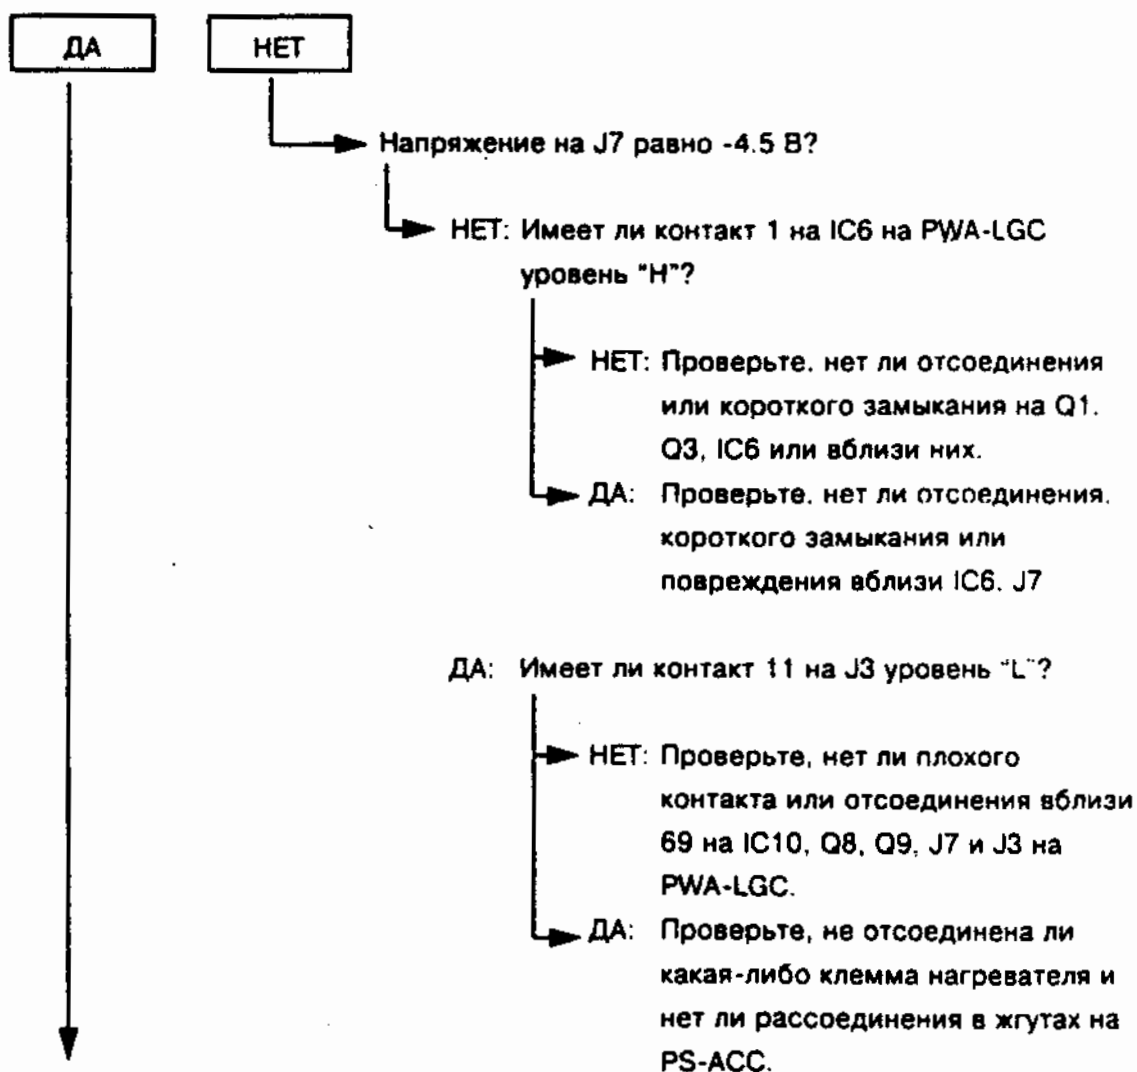 ДА
НЕТ
Напряжение на J7 равно -4.5 В?
НЕТ: Имеет ли контакт 1 на IC6 на PWA-LGC
уровень "H"?
НЕТ: Проверьте. нет ли отсоединения
или короткого замыкания на Q1.
Q3, IC6 или вблизи них.
ДА: Проверьте. нет ли отсоединения.
короткого замыкания или
повреждения вблизи IC6. J7
ДА: Имеет ли контакт 11 на J3 уровень "L"?
НЕТ: Проверьте, нет ли плохого
контакта или отсоединения вблизи
69 на IC10, Q8, Q9, J7 и J3 на
PWA-LGC.
ДА: Проверьте, не отсоединена ли
какая-либо клемма нагревателя и
нет ли рассоединения в жгутах на
PS-ACC.